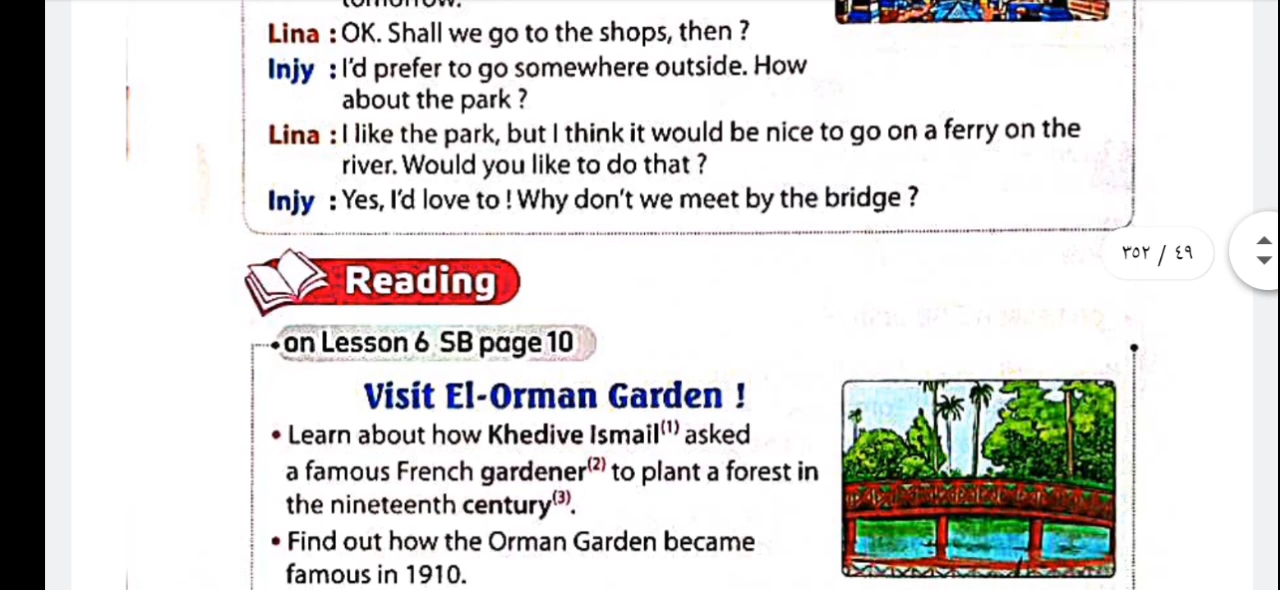 tomorrow.
Lina : OK. Shall we go to the shops, then ?
Injy : I'd prefer to go somewhere outside. How
about the park ?
Lina : I like the park, but I think it would be nice to go on a ferry on the
river. Would you like to do that ?
Injy : Yes, I'd love to ! Why don't we meet by the bridge ?
٣٥٢ / ٤٩
Reading
on Lesson 6 SB page 10
Visit El-Orman Garden !
• Learn about how Khedive Ismail(1) asked
a famous French gardener(2) to plant a forest in
the nineteenth century(3).
• Find out how the Orman Garden became
famous in 1910.